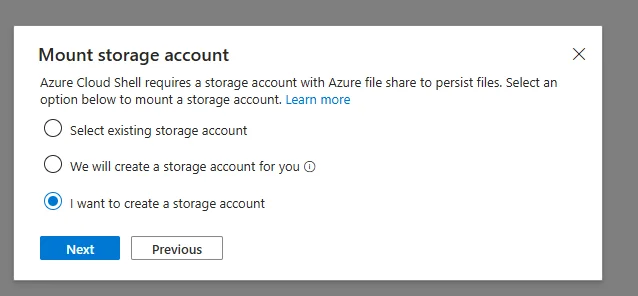 Mount storage account
Azure Cloud Shell requires a storage account with Azure file share to persist files. Select an
option below to mount a storage account. Learn more
Select existing storage account
We will create a storage account for you
I want to create a storage account
Next Previous